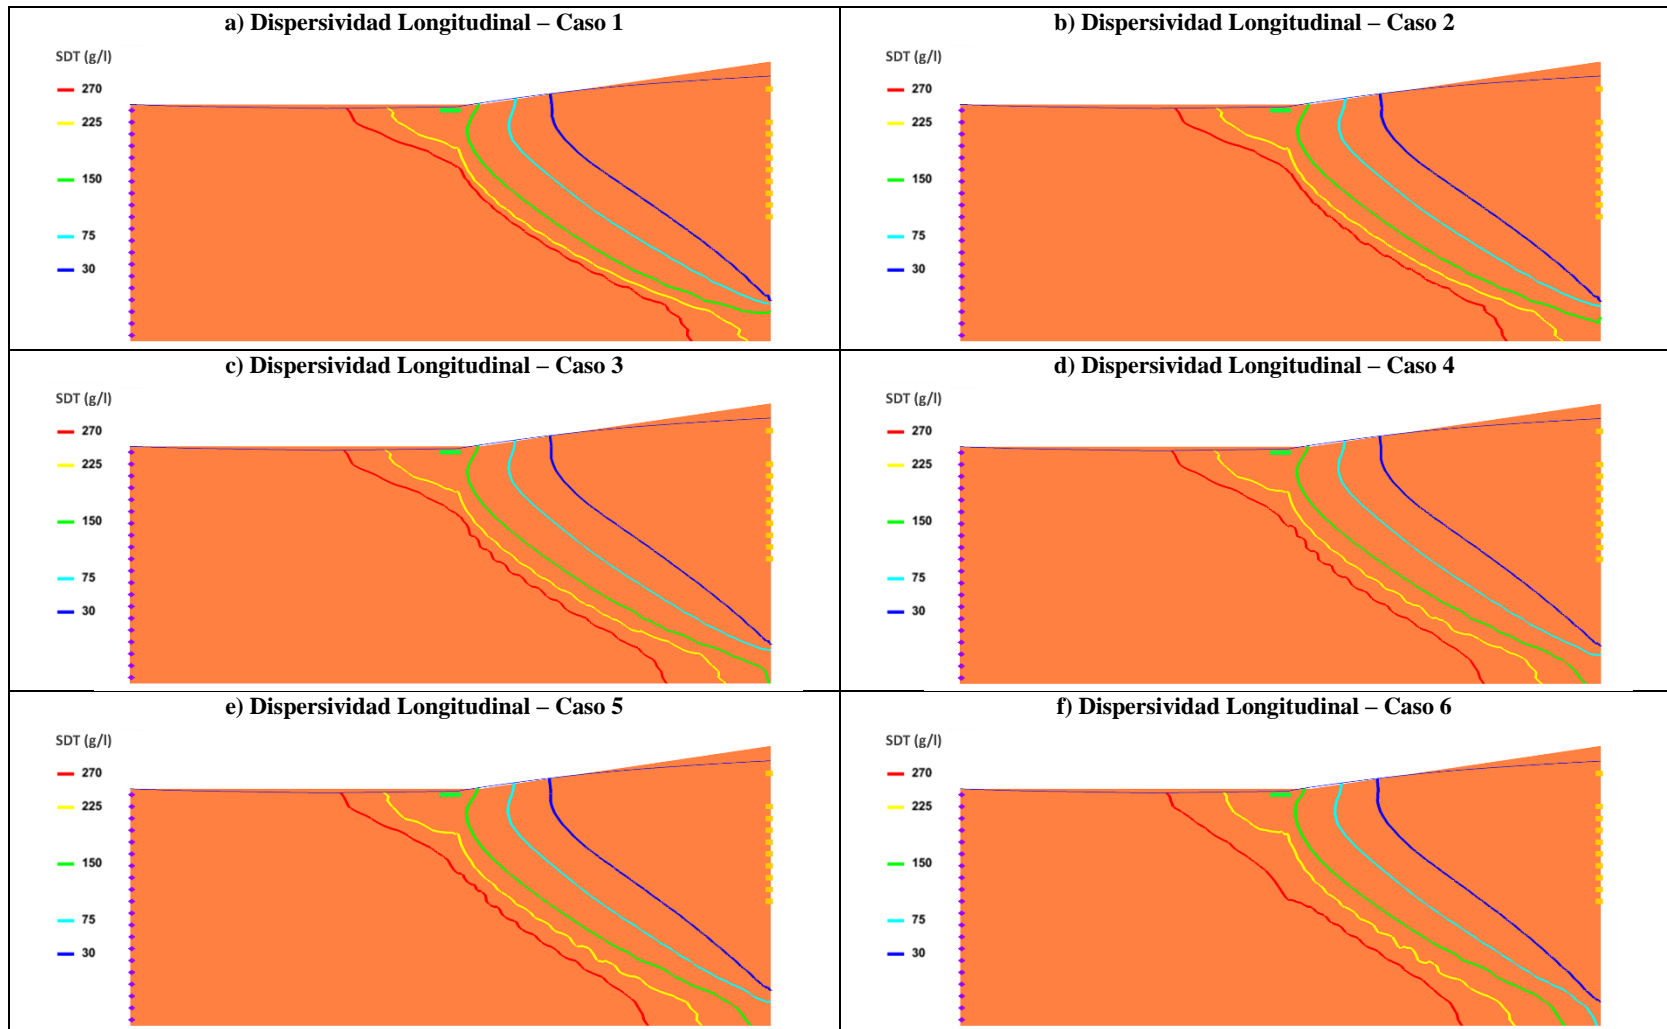 a) Dispersividad Longitudinal – Caso 1
SDT (g/l)
270
225
150
75
30
b) Dispersividad Longitudinal – Caso 2
SDT (g/l)
270
225
150
75
30
c) Dispersividad Longitudinal – Caso 3
SDT (g/l)
270
225
150
75
30
d) Dispersividad Longitudinal – Caso 4
SDT (g/l)
270
225
150
75
30
e) Dispersividad Longitudinal – Caso 5
SDT (g/l)
270
225
150
75
30
f) Dispersividad Longitudinal – Caso 6
SDT (g/l)
270
225
150
75
30